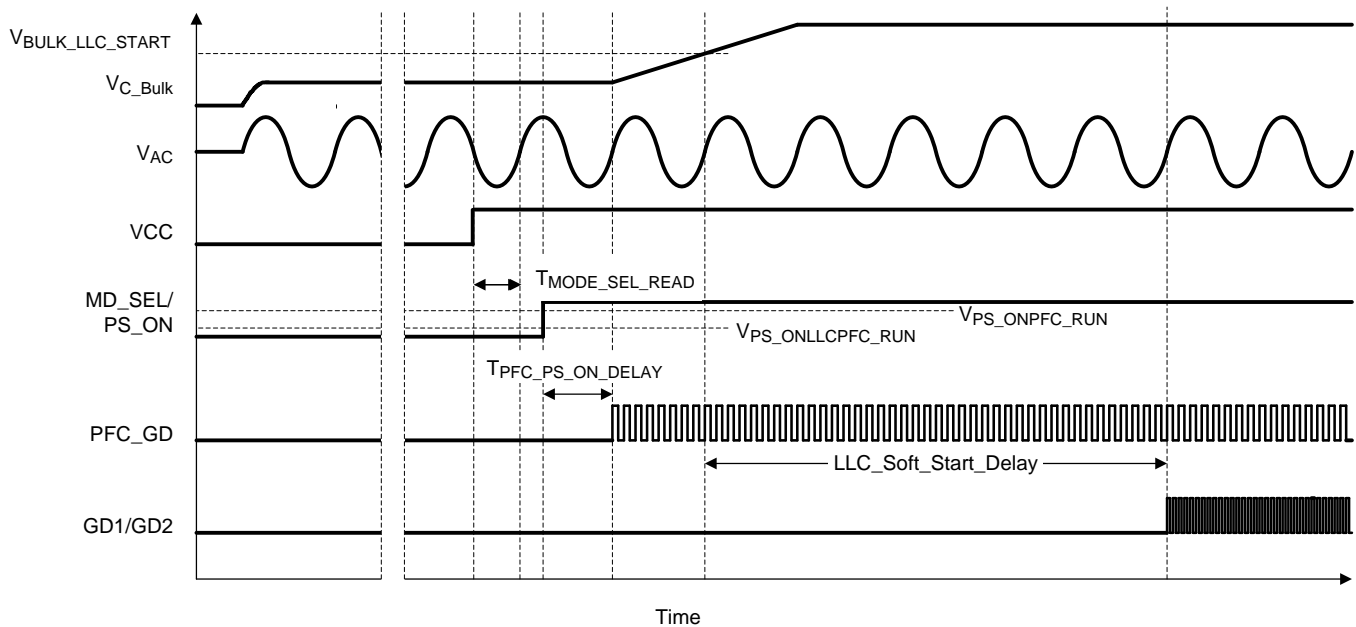 VBULK_LLC_START
VC_Bulk
VAC
VCC
TMODE_SEL_READ
MD_SEL/
PS_ON
VPS_ONPFC_RUN
VPS_ONLLCPFC_RUN
TPFC_PS_ON_DELAY
PFC_GD
LLC_Soft_Start_Delay
GD1/GD2
Time